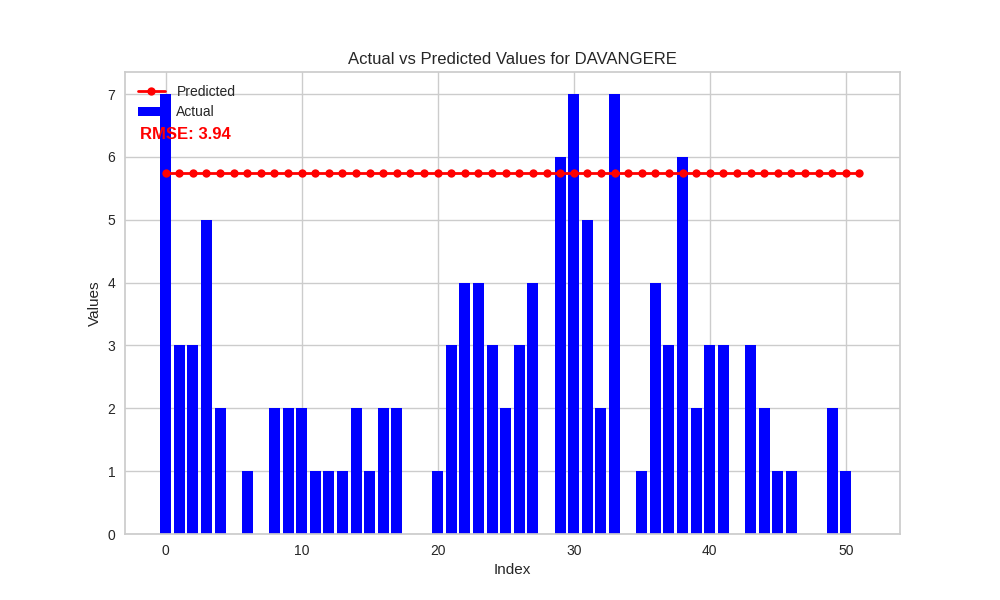 Actual vs Predicted Values for DAVANGERE
Predicted
Actual
RMSE: 3.94
Values
7
6
5
4
3
2
1
0
0 10 20 30 40 50
Index